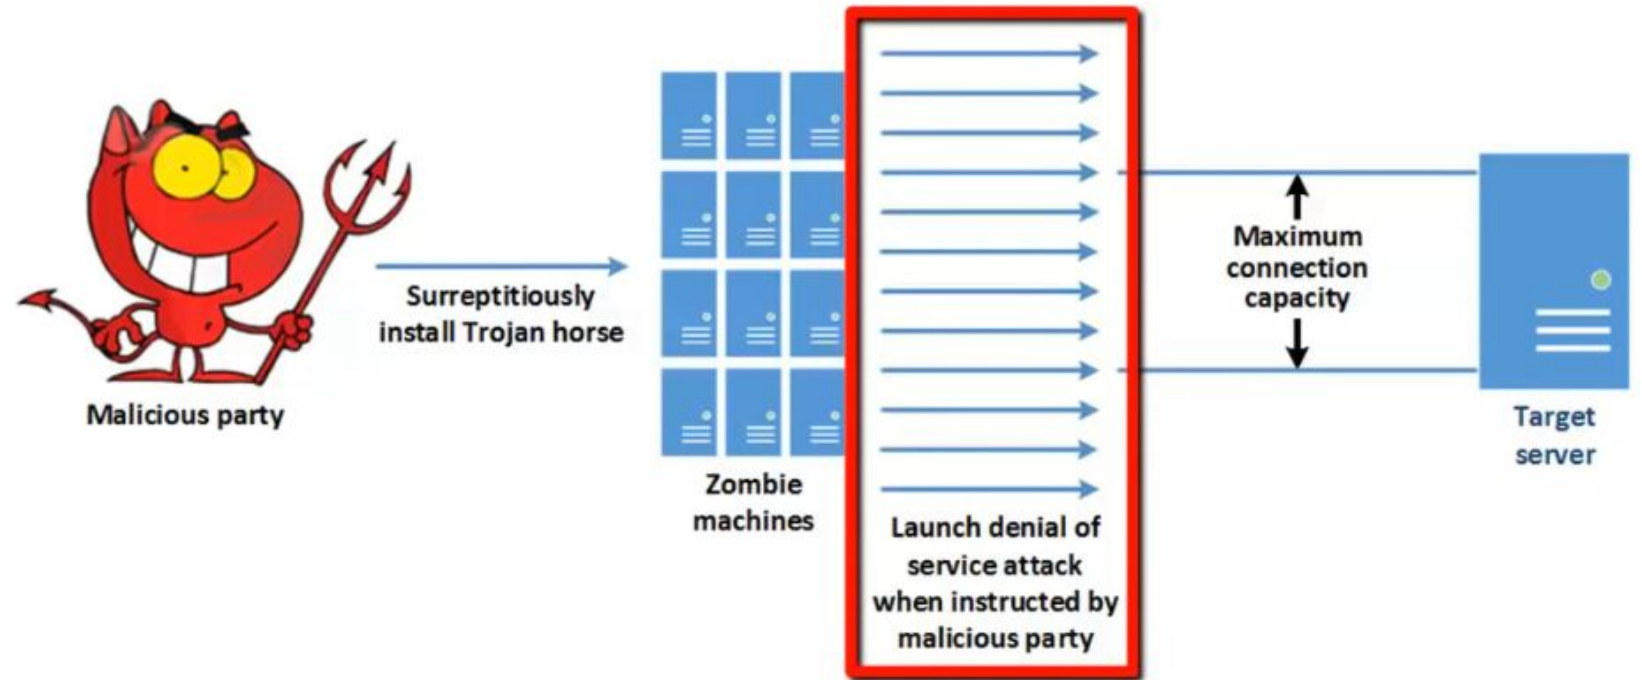 Malicious party
Surreptitiously
install Trojan horse
Zombie
machines
Launch denial of
service attack
when instructed by
malicious party
Maximum
connection
capacity
Target
server